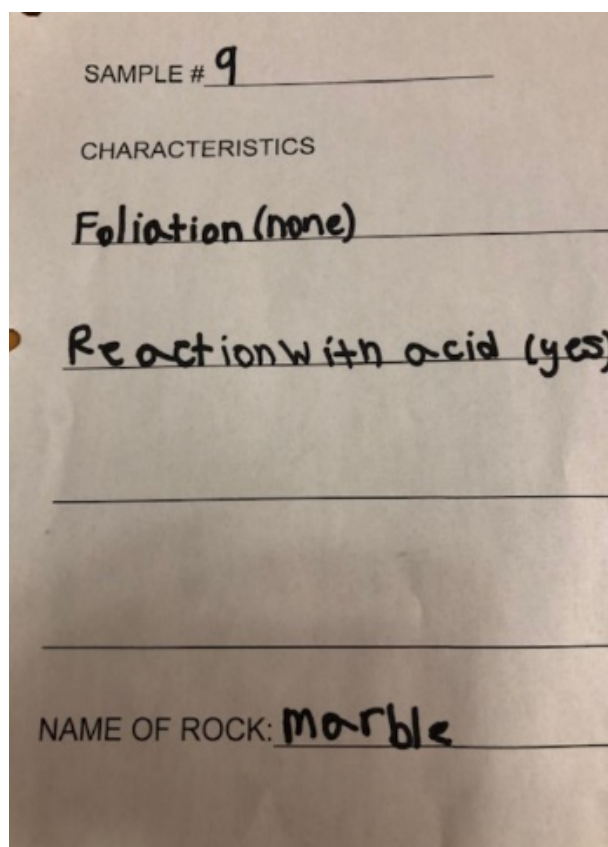 SAMPLE # 9
CHARACTERISTICS
Foliation (none)
Reaction with acid (yes)
NAME OF ROCK: marble